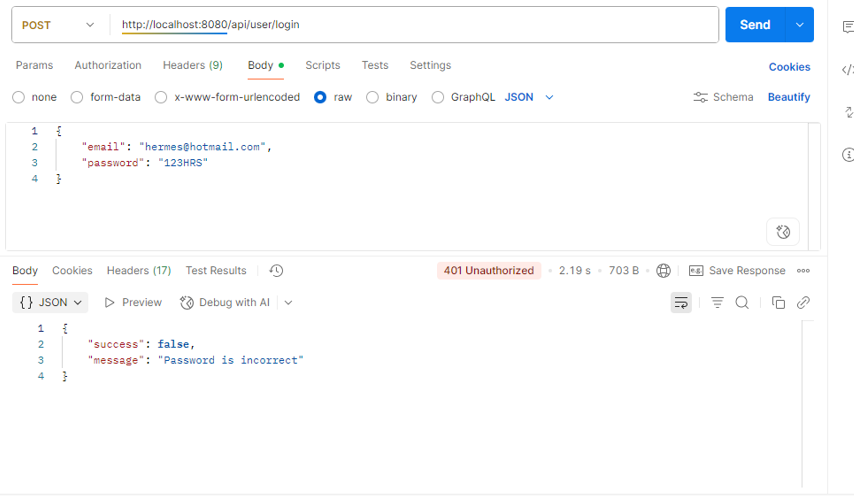 POST http://localhost:8080/api/user/login Send
Params Authorization Headers (9) Body Scripts Tests Settings Cookies
none form-data x-www-form-urlencoded raw binary GraphQL JSON Schema Beautify
1 {
2 "email": "hermes@hotmail.com",
3 "password": "123HRS"
4 }
Body Cookies Headers (17) Test Results 401 Unauthorized 2.19 s 703 B Save Response
{} JSON Preview Debug with AI
1 {
2 "success": false,
3 "message": "Password is incorrect"
4 }